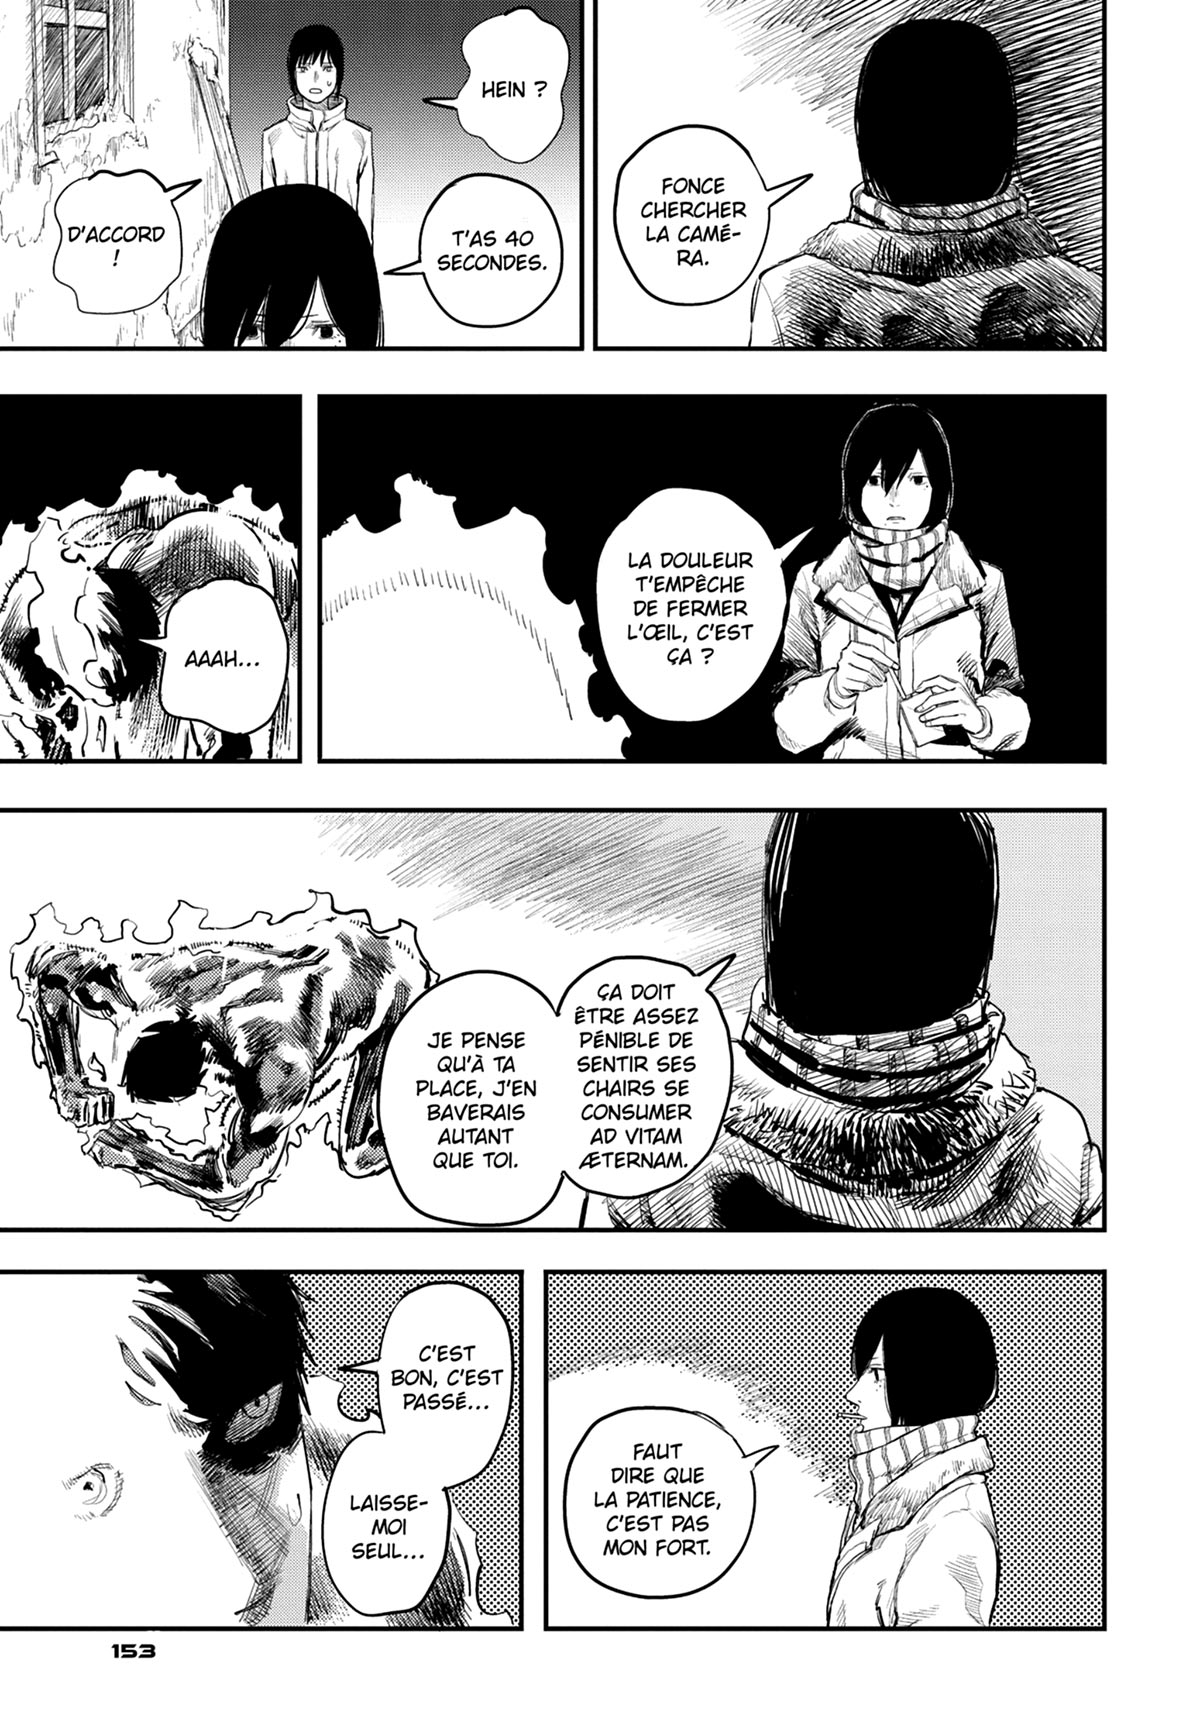 FONCE
CHERCHER
LA CAMÉ-
RA.
HEIN ?
T'AS 40
SECONDES.
D'ACCORD
!
LA DOULEUR
T'EMPÊCHE
DE FERMER
L'ŒIL, C'EST
ÇA ?
AAAH...
ÇA DOIT
ÊTRE ASSEZ
PÉNIBLE DE
SENTIR SES
CHAIRS SE
CONSUMER
AD VITAM
ÆTERNAM.
JE PENSE
QU'À TA
PLACE, J'EN
BAVERAIS
AUTANT
QUE TOI.
FAUT
DIRE QUE
LA PATIENCE,
C'EST PAS
MON FORT.
C'EST
BON, C'EST
PASSÉ...
LAISSE-
MOI
SEUL...
153